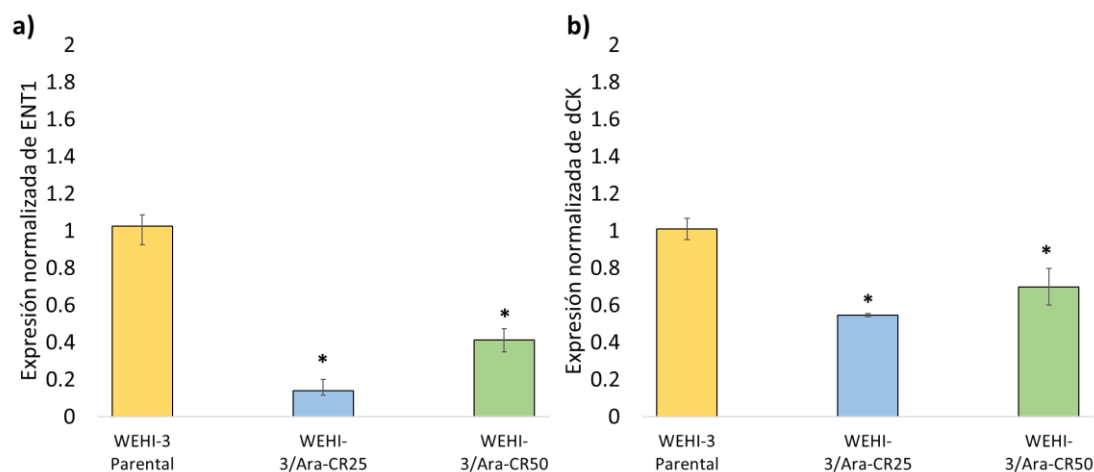 a)
Expresión normalizada de ENT1
2
1.8
1.6
1.4
1.2
1
0.8
0.6
0.4
0.2
0
*
*
WEHI-3
Parental
WEHI-
3/Ara-CR25
WEHI-
3/Ara-CR50
b)
Expresión normalizada de dCK
2
1.8
1.6
1.4
1.2
1
0.8
0.6
0.4
0.2
0
*
*
WEHI-3
Parental
WEHI-
3/Ara-CR25
WEHI-
3/Ara-CR50